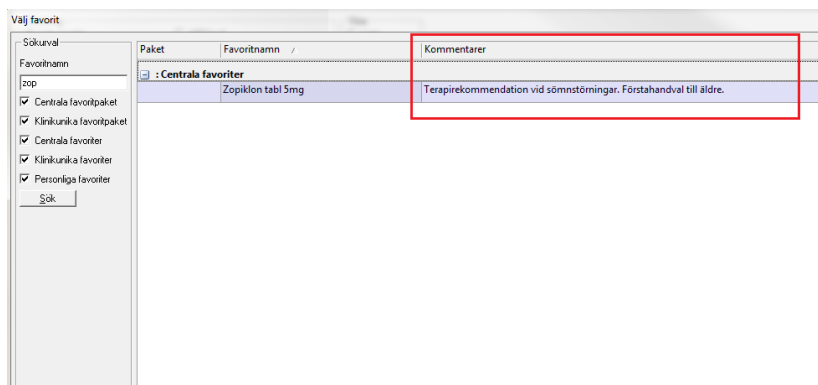 Välj favorit
Sökurval
Favoritnamn
zop
Centrala favoritpaket
Klinikunika favoritpaket
Centrala favoriter
Klinikunika favoriter
Personliga favoriter
Sök
Paket Favoritnamn Kommentarer
: Centrala favoriter
Zopiklon tabl 5mg Terapirekommendation vid sömnstörningar. Förstahandval till äldre.